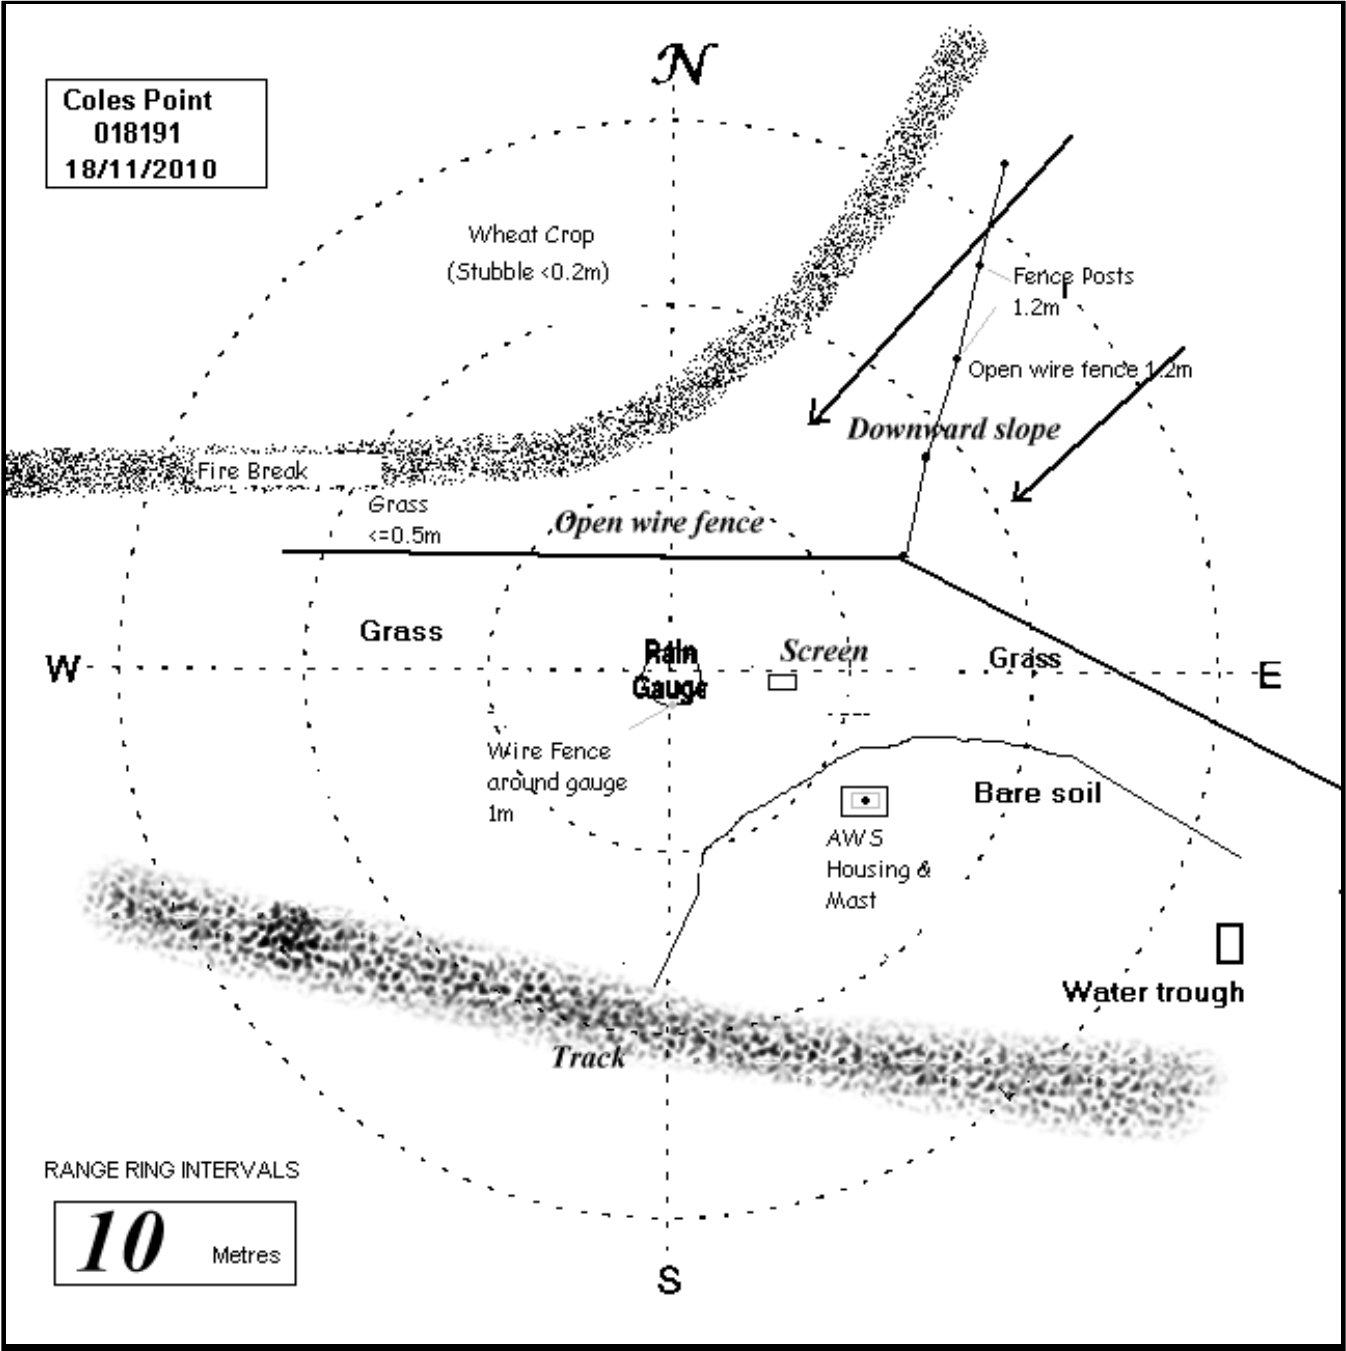 N
Coles Point
018191
18/11/2010
Wheat Crop
(Stubble <0.2m)
Fence Posts
1.2m
Open wire fence 1.2m
Downward slope
Fire Break
Grass
<=0.5m
Open wire fence
Grass
Rain
Gauge
Screen
Grass
W
E
Wire Fence
around gauge
1m
Bare soil
AWS
Housing &
Mast
Water trough
Track
RANGE RING INTERVALS
10 Metres
S